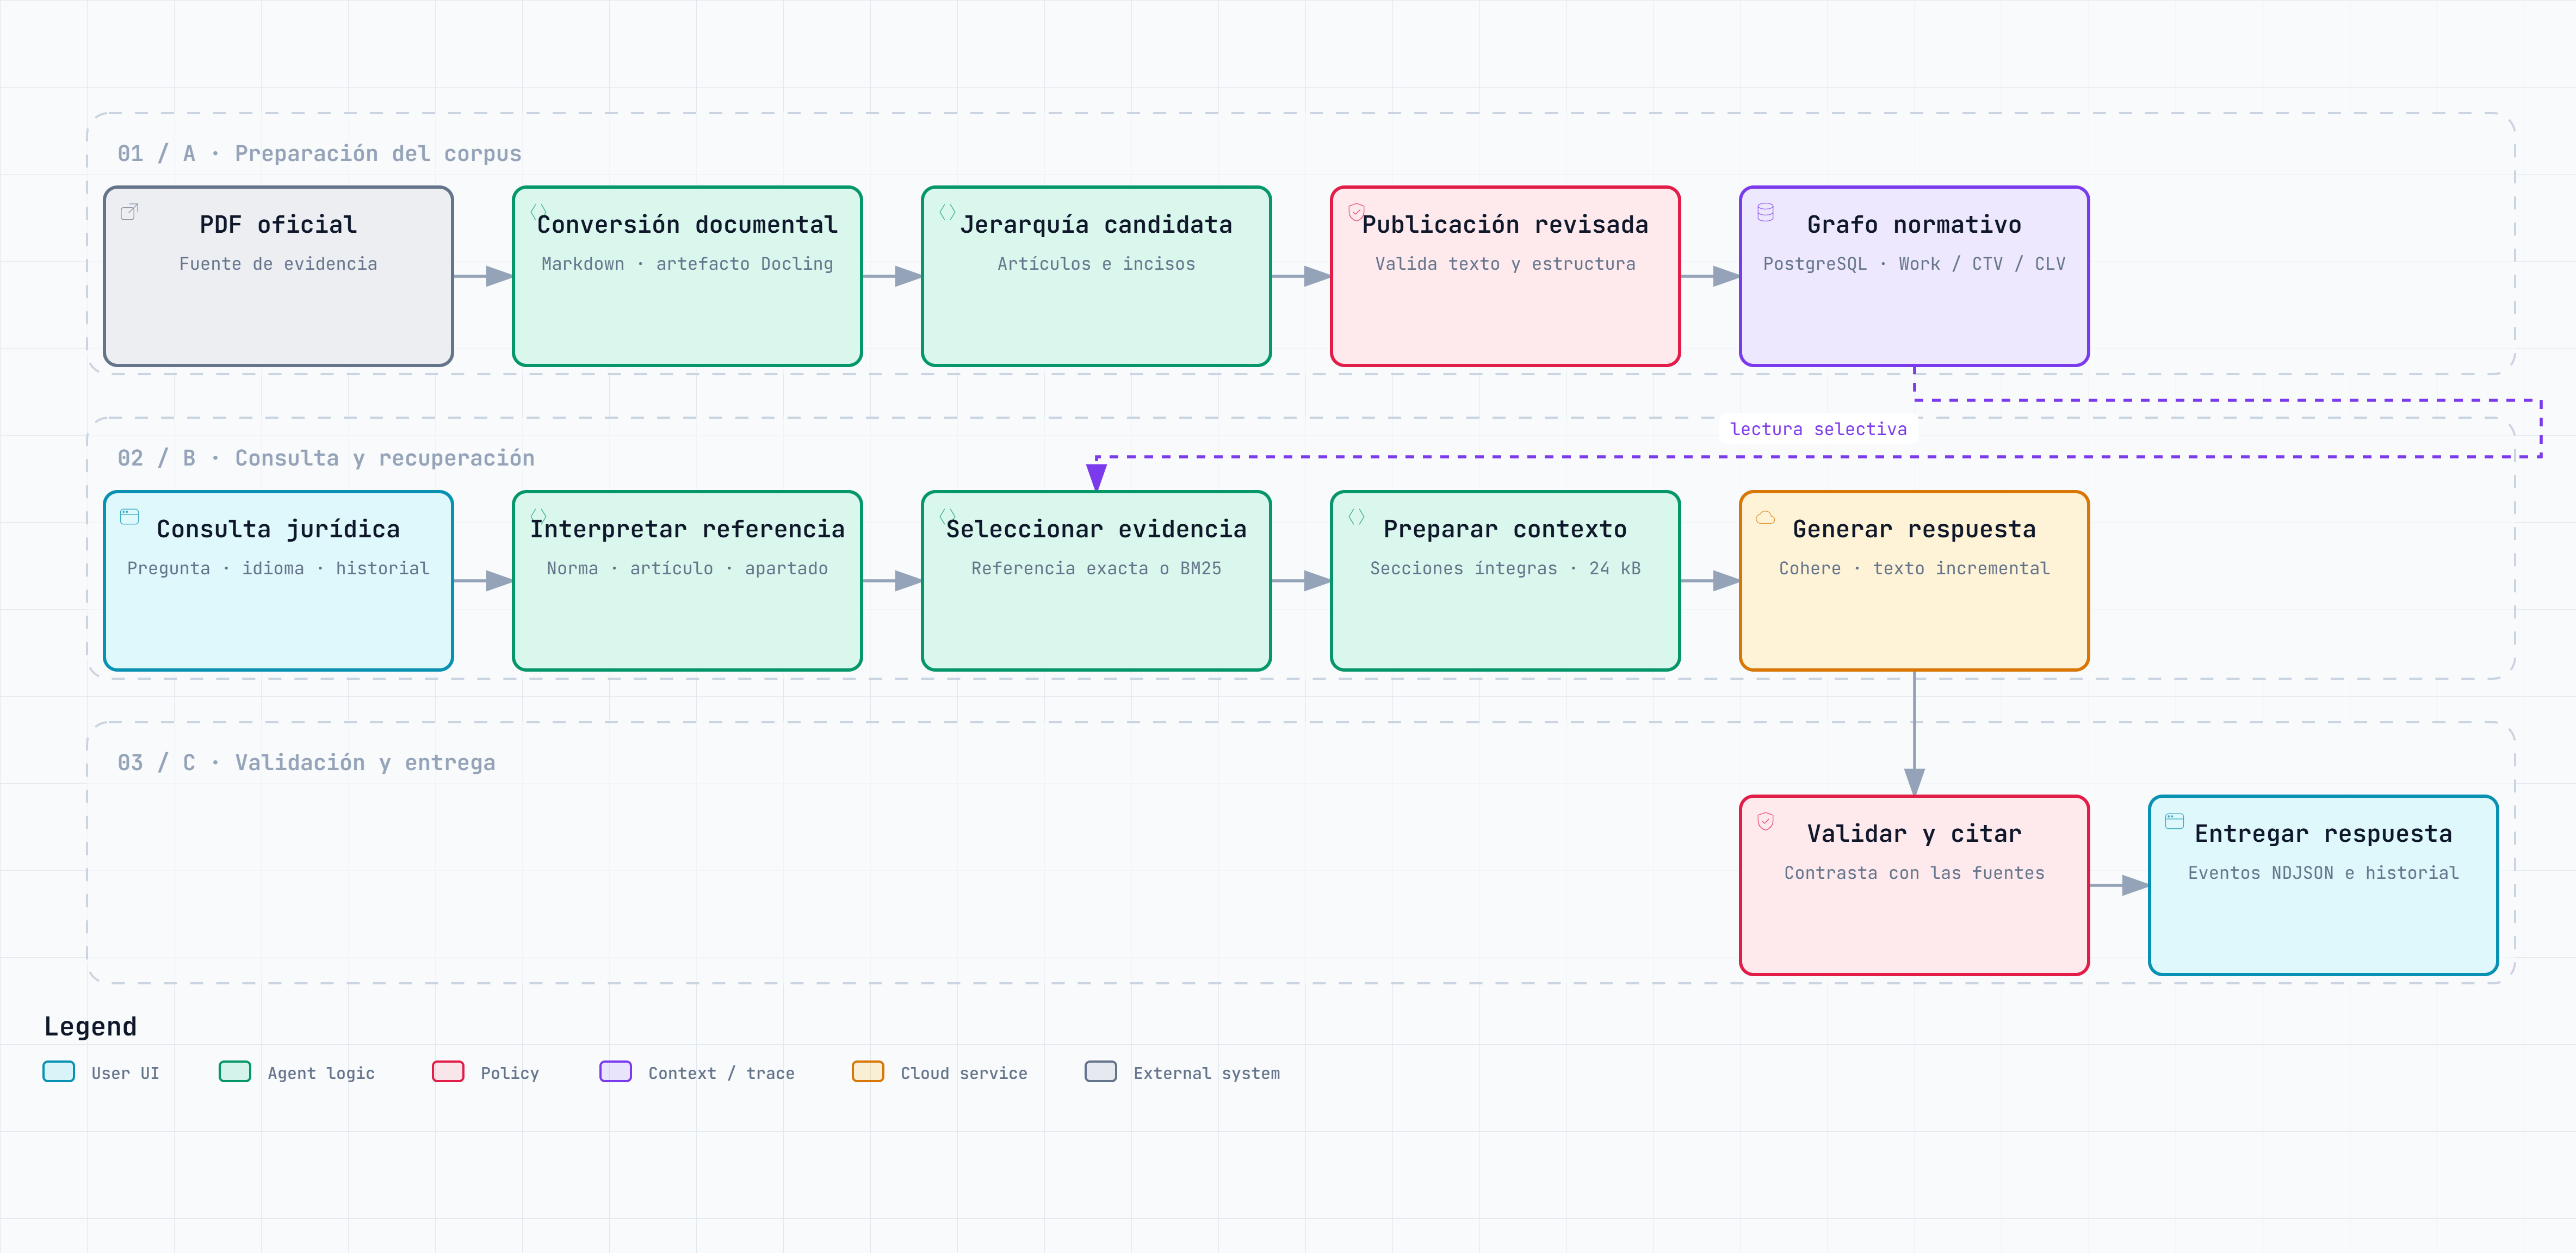 01 / A · Preparación del corpus
PDF oficial
Fuente de evidencia
Conversión documental
Markdown · artefacto Docling
Jerarquía candidata
Artículos e incisos
Publicación revisada
Valida texto y estructura
Grafo normativo
PostgreSQL · Work / CTV / CLV
lectura selectiva
02 / B · Consulta y recuperación
Consulta jurídica
Pregunta · idioma · historial
Interpretar referencia
Norma · artículo · apartado
Seleccionar evidencia
Referencia exacta o BM25
Preparar contexto
Secciones íntegras · 24 kB
Generar respuesta
Cohere · texto incremental
03 / C · Validación y entrega
Validar y citar
Contrasta con las fuentes
Entregar respuesta
Eventos NDJSON e historial
Legend
User UI
Agent logic
Policy
Context / trace
Cloud service
External system